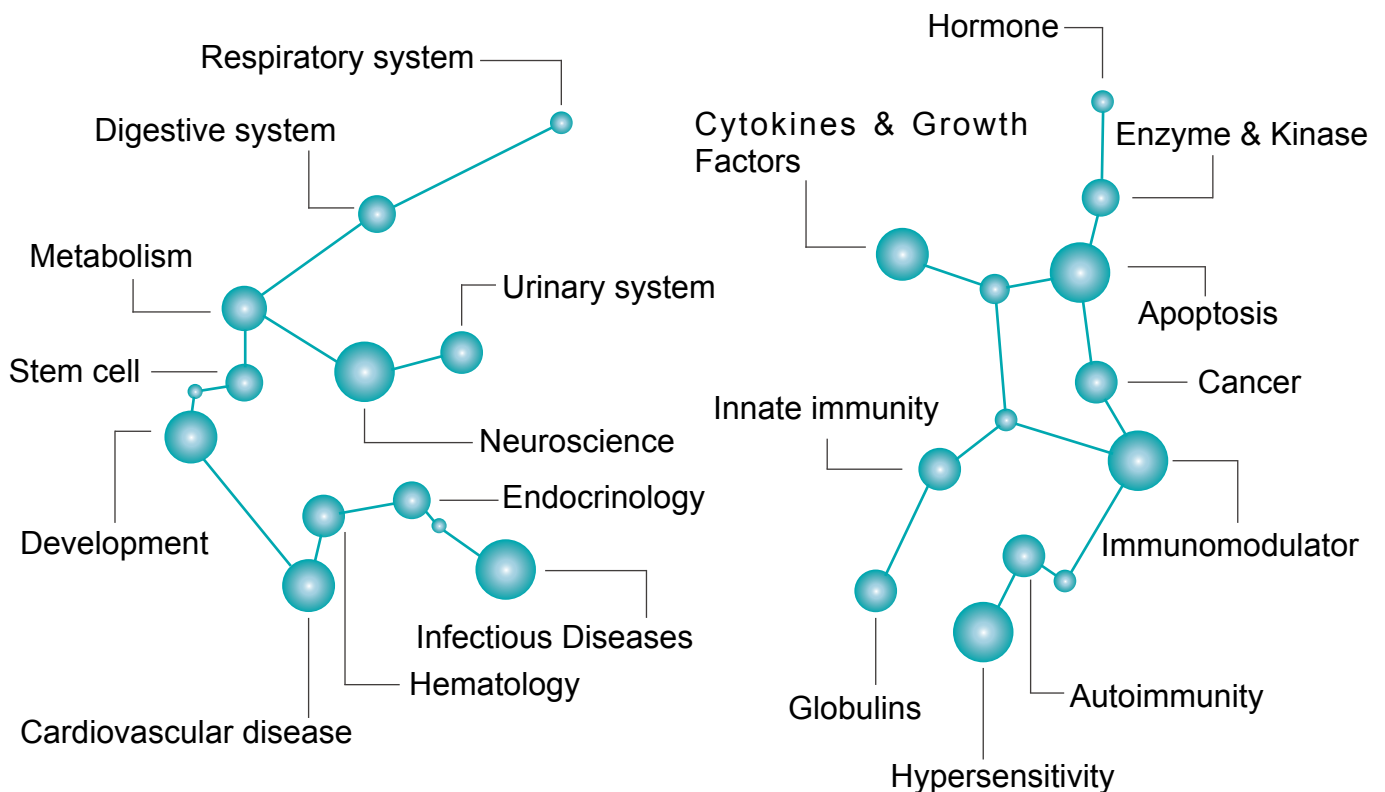 Respiratory system
Digestive system
Metabolism
Urinary system
Stem cell
Neuroscience
Endocrinology
Development
Infectious Diseases
Hematology
Cardiovascular disease
Hormone
Cytokines & Growth
Factors
Enzyme & Kinase
Apoptosis
Cancer
Innate immunity
Immunomodulator
Autoimmunity
Globulins
Hypersensitivity